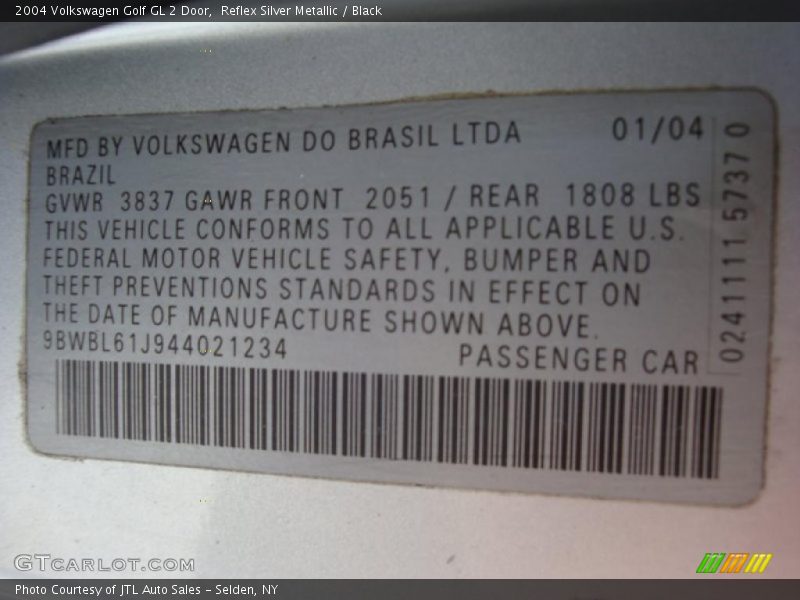 2004 Volkswagen Golf GL 2 Door,  Reflex Silver Metallic / Black
MFD BY VOLKSWAGEN DO BRASIL LTDA 01/04
BRAZIL
GVWR 3837 GAWR FRONT 2051 / REAR 1808 LBS
THIS VEHICLE CONFORMS TO ALL APPLICABLE U.S.
FEDERAL MOTOR VEHICLE SAFETY, BUMPER AND
THEFT PREVENTIONS STANDARDS IN EFFECT ON
THE DATE OF MANUFACTURE SHOWN ABOVE.
9BWBL61J944021234 PASSENGER CAR
0241111 57370
GTCARLOT.COM
Photo Courtesy of JTL Auto Sales - Selden, NY